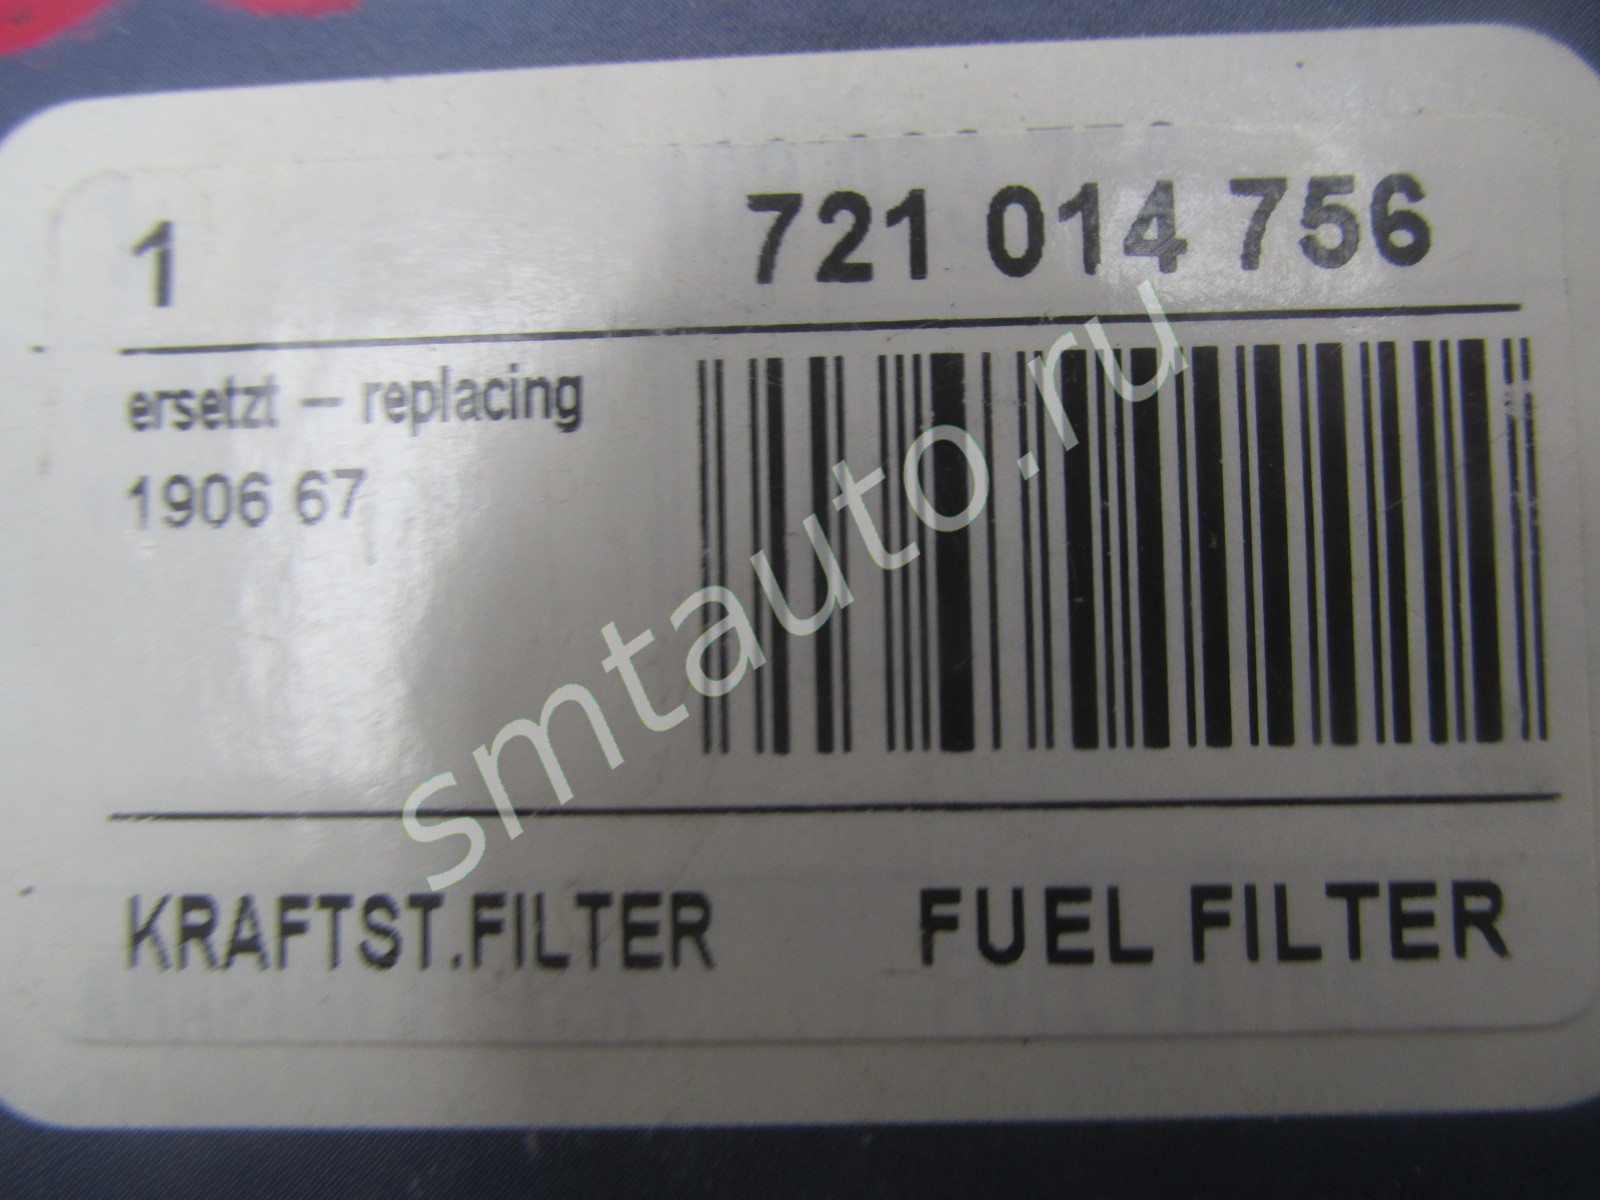 1 721 014 756
ersetzt – replacing
1906 67
smtauto.ru
KRAFTST.FILTER FUEL FILTER